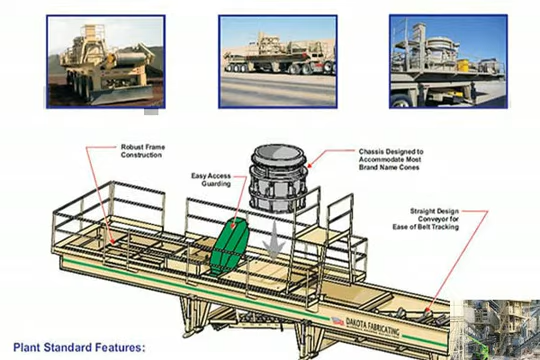 Robust Frame
Construction
Easy Access
Guarding
Chassis Designed to
Accommodate Most
Brand Name Cones
Straight Design
Conveyor for
Ease of Belt Tracking
DAKOTA FABRICATING
Plant Standard Features: